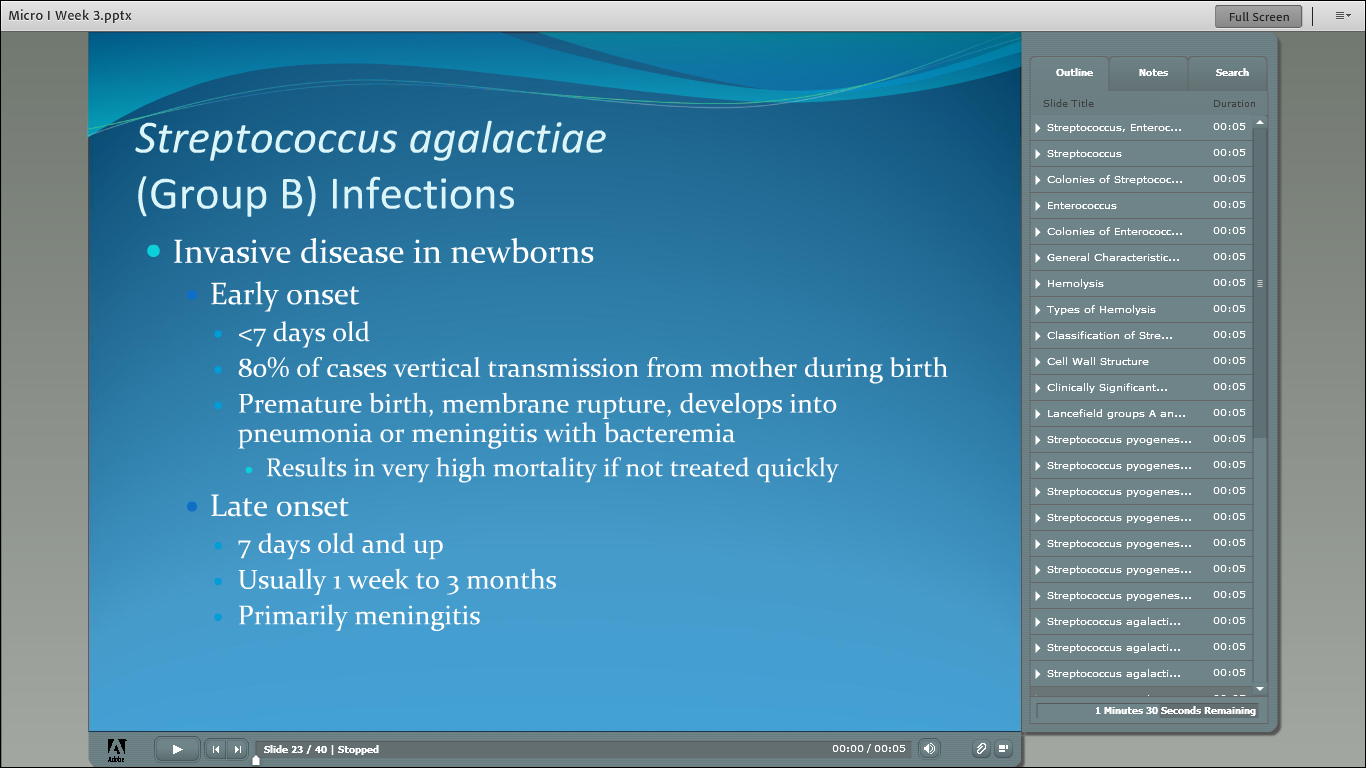 Micro I Week 3.pptx
Full Screen
Streptococcus agalactiae
(Group B) Infections
Invasive disease in newborns
Early onset
<7 days old
80% of cases vertical transmission from mother during birth
Premature birth, membrane rupture, develops into
pneumonia or meningitis with bacteremia
Results in very high mortality if not treated quickly
Late onset
7 days old and up
Usually 1 week to 3 months
Primarily meningitis
Outline Notes Search
Slide Title Duration
Streptococcus, Enteroc... 00:05
Streptococcus 00:05
Colonies of Streptococ... 00:05
Enterococcus 00:05
Colonies of Enterococc... 00:05
General Characteristic... 00:05
Hemolysis 00:05
Types of Hemolysis 00:05
Classification of Stre... 00:05
Cell Wall Structure 00:05
Clinically Significant... 00:05
Lancefield groups A an... 00:05
Streptococcus pyogenes... 00:05
Streptococcus pyogenes... 00:05
Streptococcus pyogenes... 00:05
Streptococcus pyogenes... 00:05
Streptococcus pyogenes... 00:05
Streptococcus pyogenes... 00:05
Streptococcus pyogenes... 00:05
Streptococcus agalacti... 00:05
Streptococcus agalacti... 00:05
Streptococcus agalacti... 00:05
1 Minutes 30 Seconds Remaining
Adobe
Slide 23 / 40 | Stopped
00:00 / 00:05